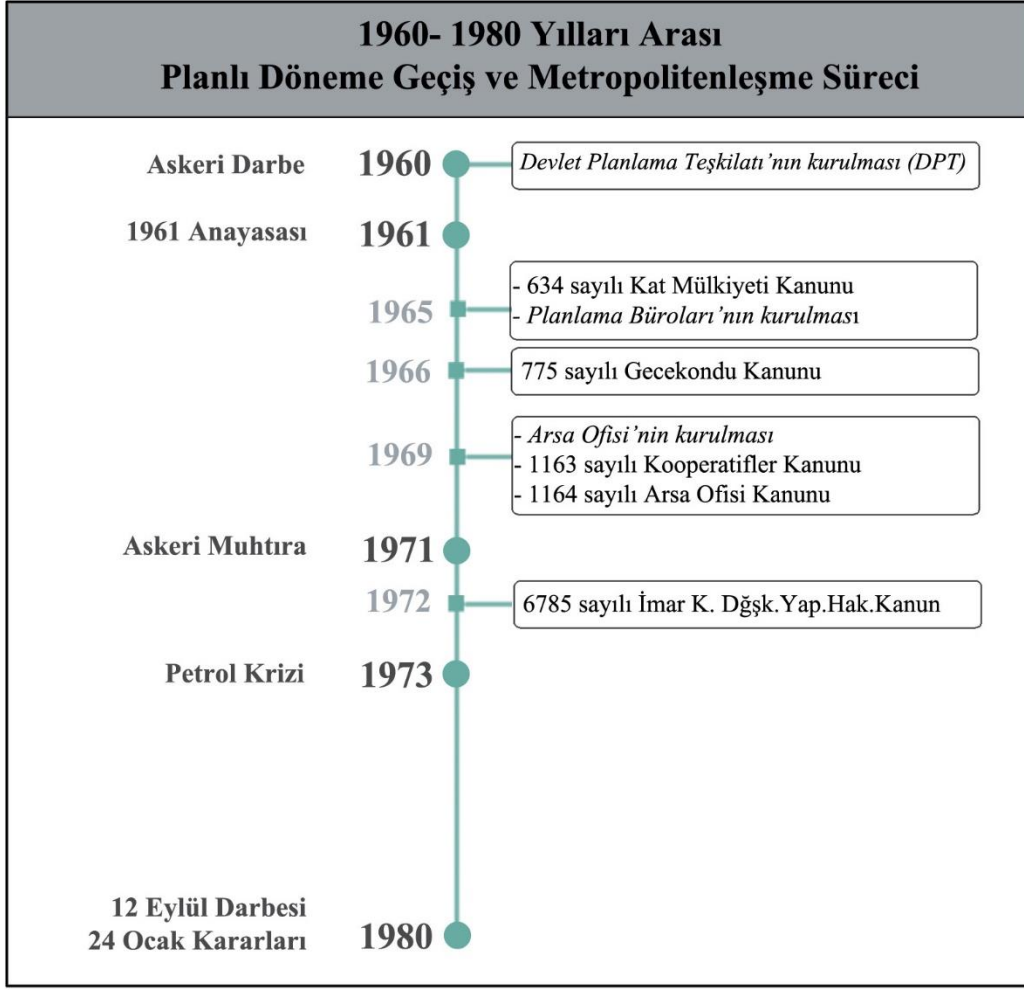 1960- 1980 Yılları Arası
Planlı Döneme Geçiş ve Metropolitenleşme Süreci
Askeri Darbe 1960 Devlet Planlama Teşkilatı’nın kurulması (DPT)
1961 Anayasası 1961
1965
- 634 sayılı Kat Mülkiyeti Kanunu
- Planlama Büroları’nın kurulması
1966 775 sayılı Gecekondu Kanunu
1969
- Arsa Ofisi’nin kurulması
- 1163 sayılı Kooperatifler Kanunu
- 1164 sayılı Arsa Ofisi Kanunu
Askeri Muhtıra 1971
1972 6785 sayılı İmar K. Dğşk.Yap.Hak.Kanun
Petrol Krizi 1973
12 Eylül Darbesi
24 Ocak Kararları 1980